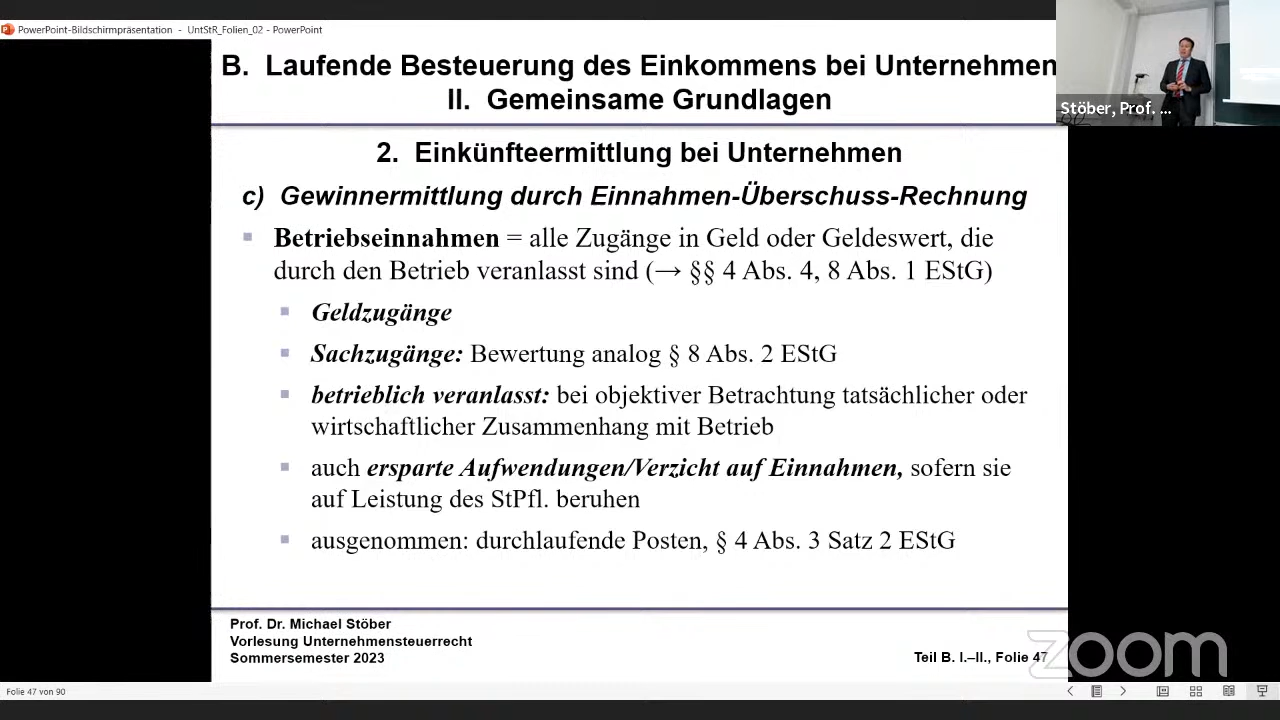 PowerPoint-Bildschirmpräsentation - UntStR_Folien_02 - PowerPoint
B. Laufende Besteuerung des Einkommens bei Unternehmen
II. Gemeinsame Grundlagen
Stöber, Prof. ...
2. Einkünfteermittlung bei Unternehmen
c) Gewinnermittlung durch Einnahmen-Überschuss-Rechnung
Betriebseinnahmen = alle Zugänge in Geld oder Geldeswert, die
durch den Betrieb veranlasst sind (→ §§ 4 Abs. 4, 8 Abs. 1 EStG)
Geldzugänge
Sachzugänge: Bewertung analog § 8 Abs. 2 EStG
betrieblich veranlasst: bei objektiver Betrachtung tatsächlicher oder
wirtschaftlicher Zusammenhang mit Betrieb
auch ersparte Aufwendungen/Verzicht auf Einnahmen, sofern sie
auf Leistung des StPfl. beruhen
ausgenommen: durchlaufende Posten, § 4 Abs. 3 Satz 2 EStG
Prof. Dr. Michael Stöber
Vorlesung Unternehmensteuerrecht
Sommersemester 2023
Teil B. I.–II., Folie 47
zoom
Folie 47 von 90